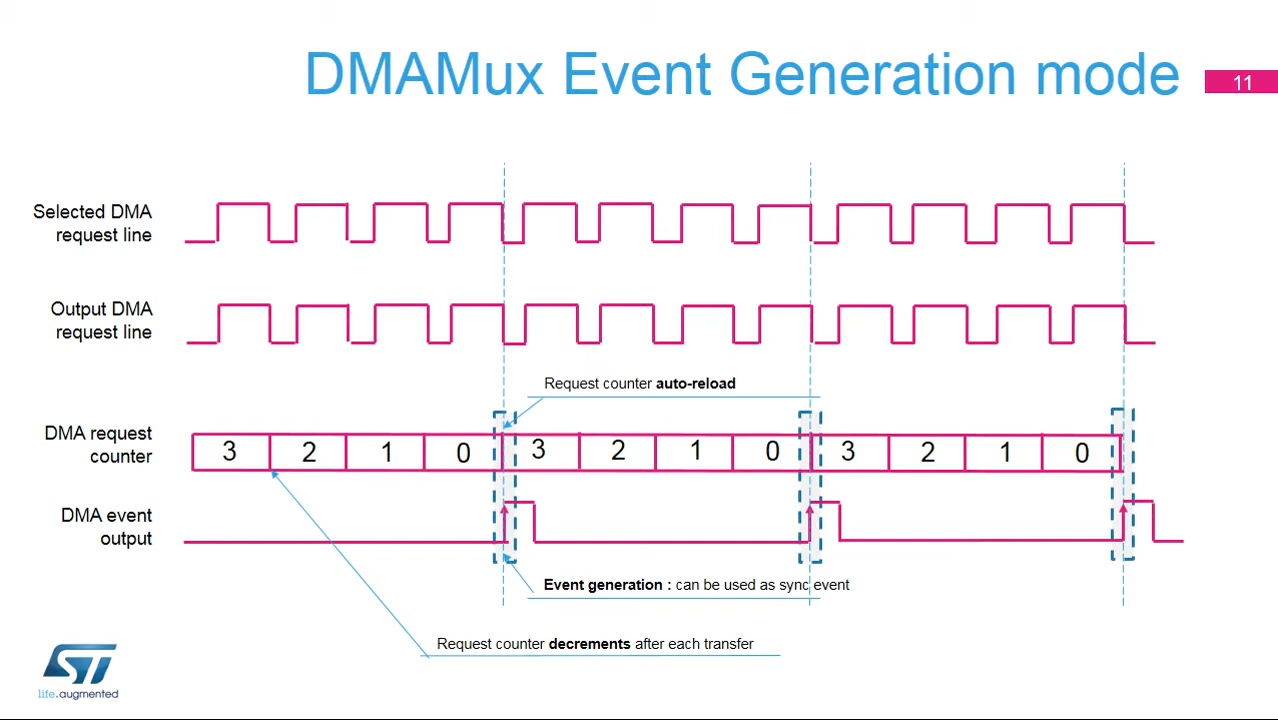 DMAMux Event Generation mode
11
Selected DMA
request line
Output DMA
request line
Request counter auto-reload
DMA request
counter
3 2 1 0 3 2 1 0 3 2 1 0
DMA event
output
Event generation : can be used as sync event
Request counter decrements after each transfer
ST
life.augmented